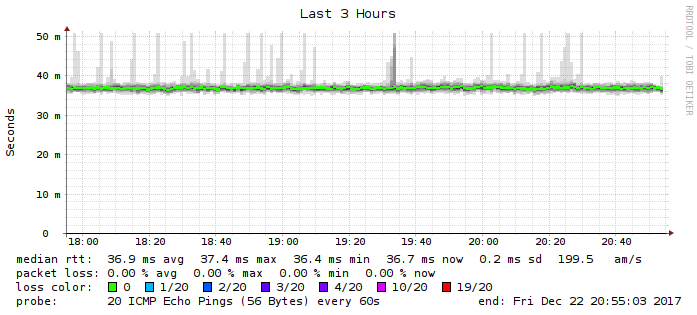 Last 3 Hours
RRDTOOL / TOBI OETIKER
Seconds
50 m
40 m
30 m
20 m
10 m
0
18:00 18:20 18:40 19:00 19:20 19:40 20:00 20:20 20:40
median rtt: 36.9 ms avg 37.4 ms max 36.4 ms min 36.7 ms now 0.2 ms sd 199.5 am/s
packet loss: 0.00 % avg 0.00 % max 0.00 % min 0.00 % now
loss color: 0 1/20 2/20 3/20 4/20 10/20 19/20
probe: 20 ICMP Echo Pings (56 Bytes) every 60s end: Fri Dec 22 20:55:03 2017